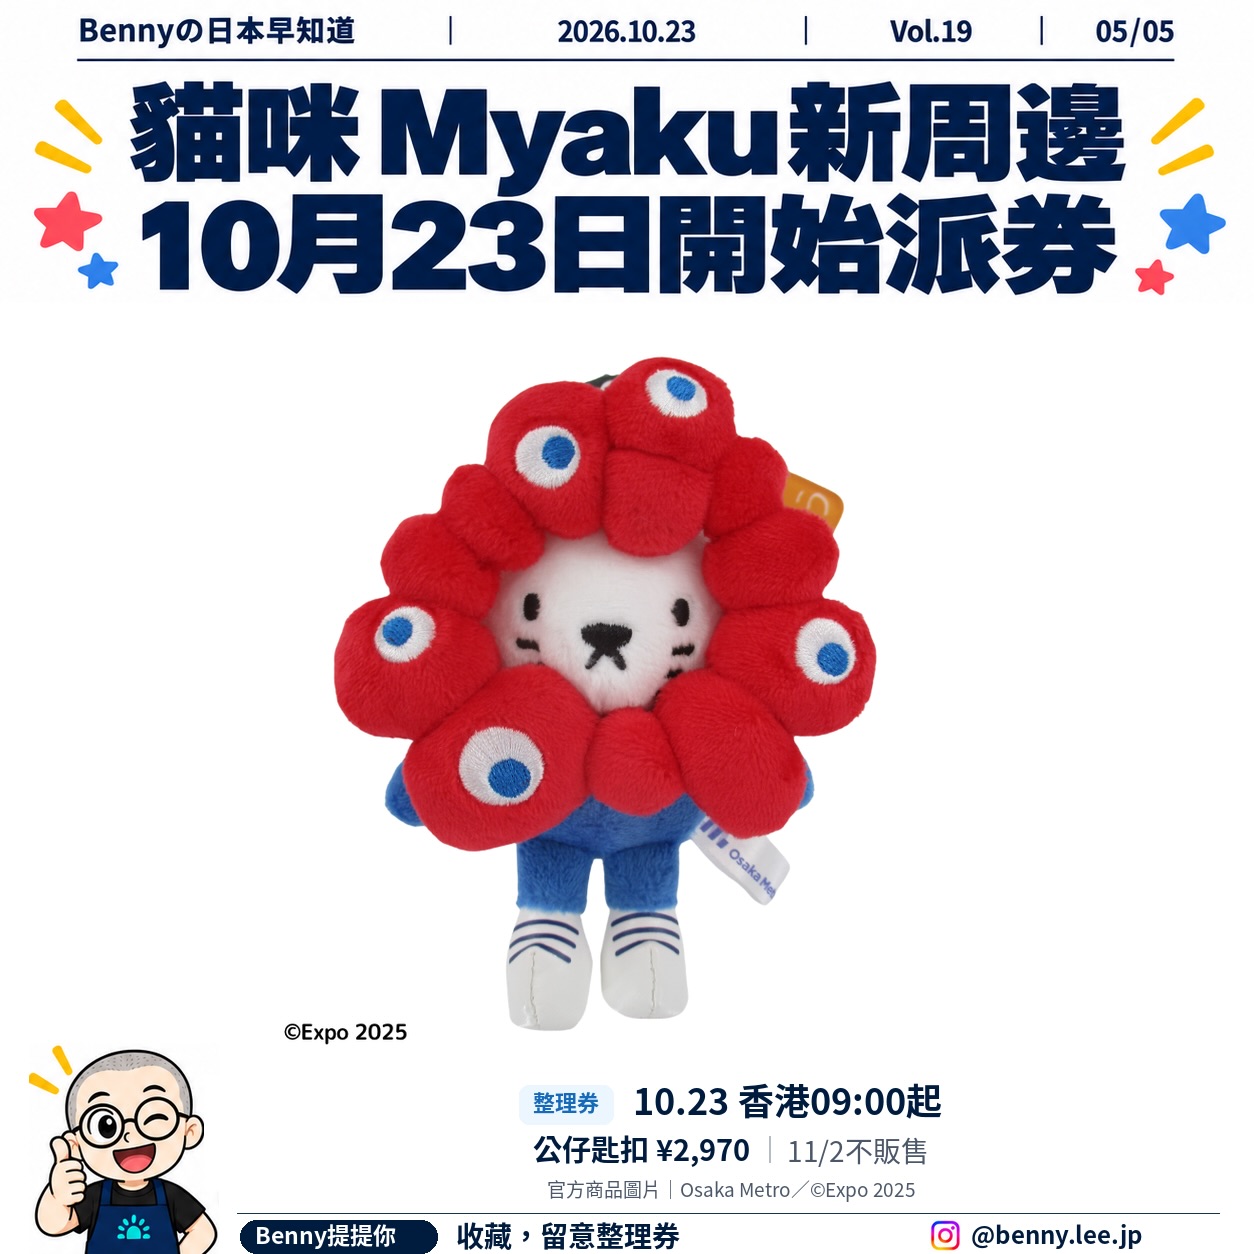 Bennyの日本早知道 | 2026.10.23 | Vol.19 | 05/05
貓咪 Myaku新周邊
10月23日開始派券
Osaka Met
©Expo 2025
整理券 10.23 香港09:00起
公仔匙扣 ¥2,970 | 11/2不販售
官方商品圖片｜Osaka Metro／©Expo 2025
Benny提提你 收藏，留意整理券 @benny.lee.jp